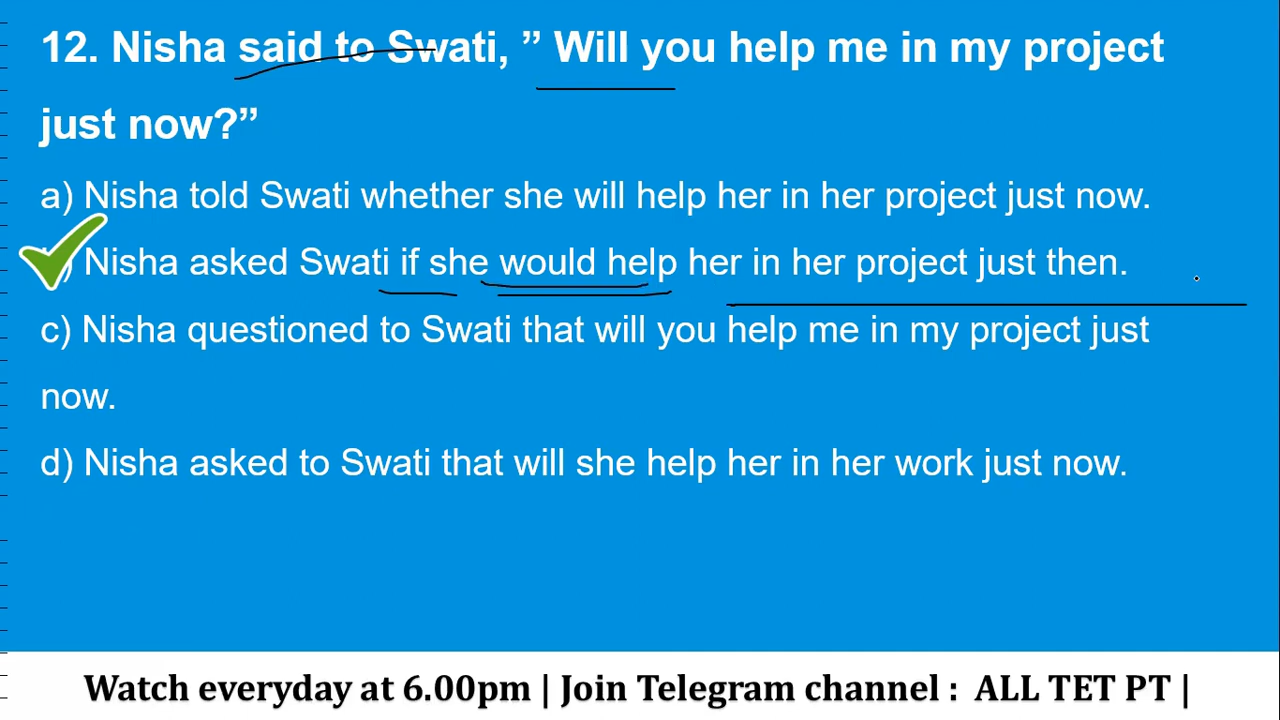 12. Nisha said to Swati, ” Will you help me in my project
just now?”
a) Nisha told Swati whether she will help her in her project just now.
) Nisha asked Swati if she would help her in her project just then.
c) Nisha questioned to Swati that will you help me in my project just
now.
d) Nisha asked to Swati that will she help her in her work just now.
Watch everyday at 6.00pm | Join Telegram channel : ALL TET PT |